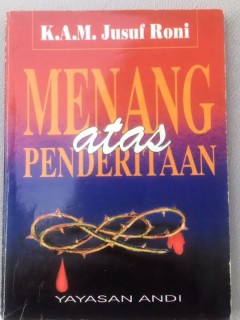 K.A.M. Jusuf Roni
MENANG
atas
PENDERITAAN
YAYASAN ANDI